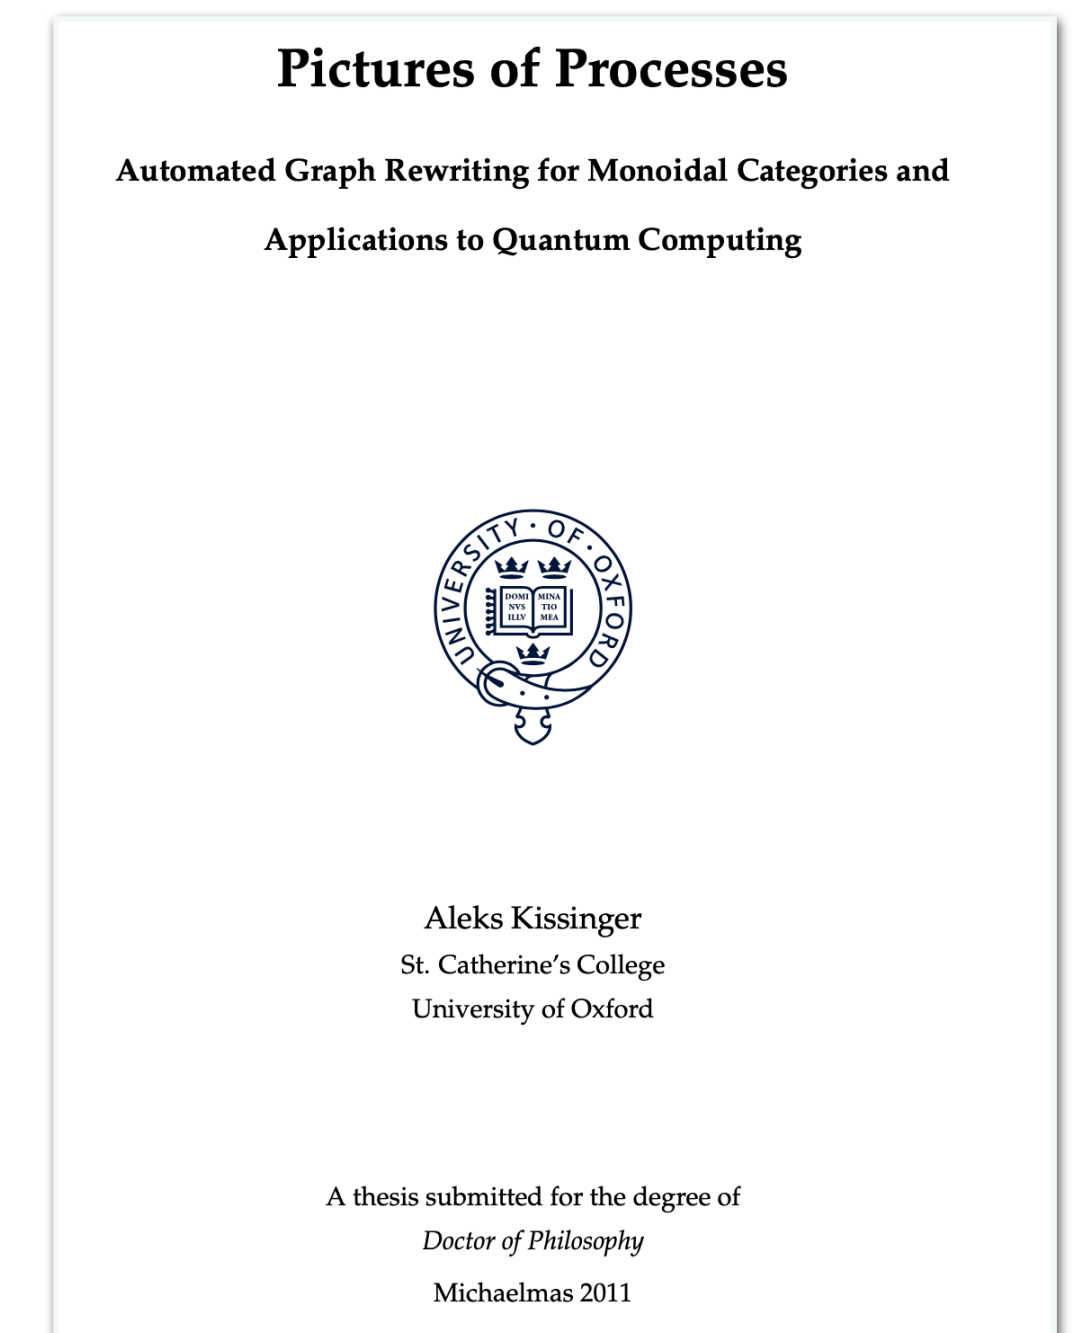 Pictures of Processes
Automated Graph Rewriting for Monoidal Categories and
Applications to Quantum Computing
UNIVERSITY · OF · OXFORD
DOMI MINA
NVS TIO
ILLV MEA
Aleks Kissinger
St. Catherine's College
University of Oxford
A thesis submitted for the degree of
Doctor of Philosophy
Michaelmas 2011